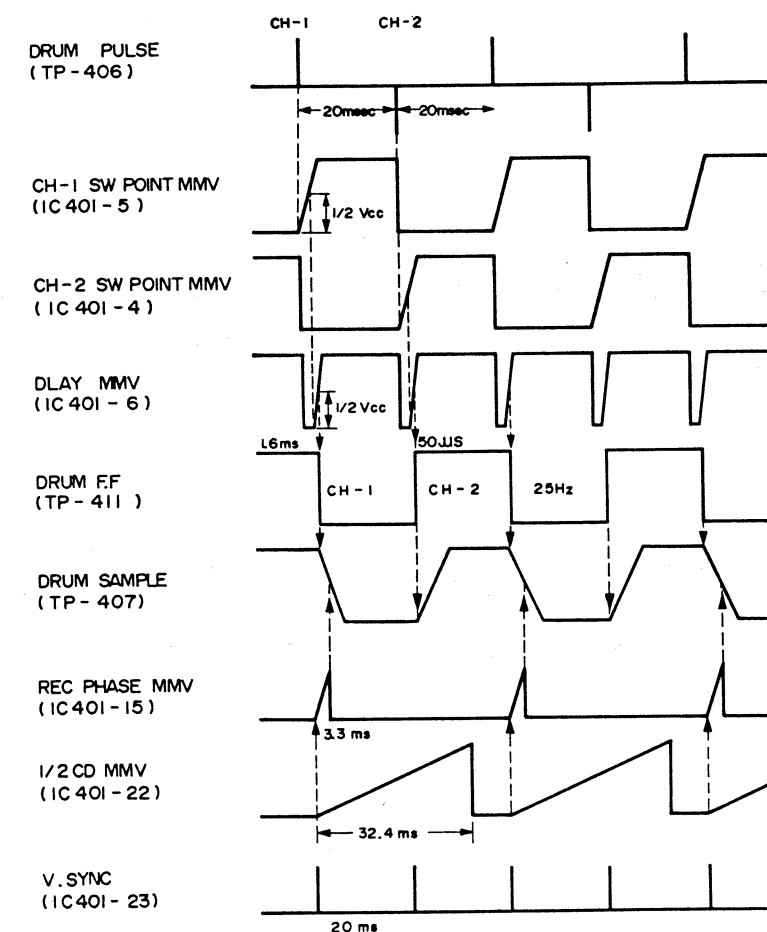 CH-1 CH-2
DRUM PULSE
(TP-406)
20msec 20msec
CH-1 SW POINT MMV
(IC401-5)
1/2 Vcc
CH-2 SW POINT MMV
(IC401-4)
DLAY MMV
(IC401-6)
1/2 Vcc
1.6ms 50JJS
DRUM F.F
(TP-411)
CH-1 CH-2 25Hz
DRUM SAMPLE
(TP-407)
REC PHASE MMV
(IC401-15)
3.3 ms
1/2 CD MMV
(IC401-22)
32.4 ms
V.SYNC
(IC401-23)
20 ms